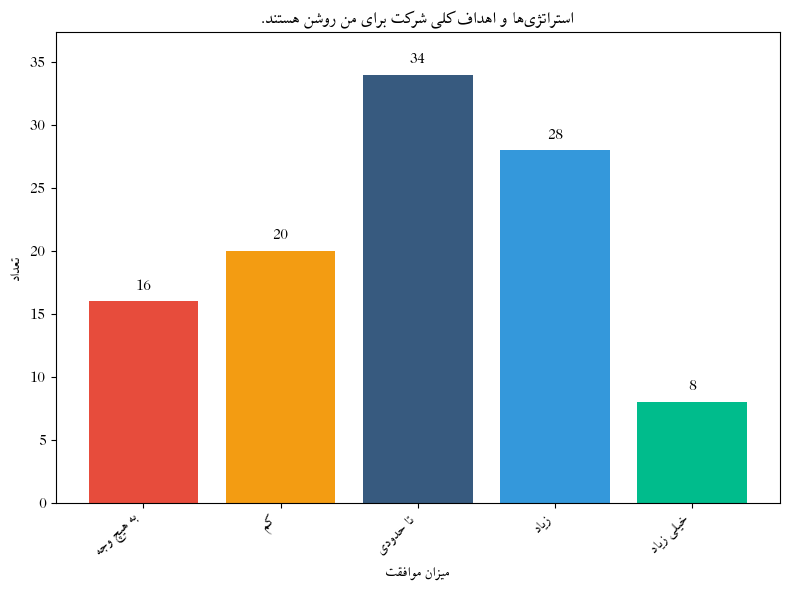 استراتژی‌ها و اهداف کلی شرکت برای من روشن هستند.
تعداد
35
30
25
20
15
10
5
0
16
20
34
28
8
به هیچ وجه
کم
تا حدودی
زیاد
خیلی زیاد
میزان موافقت